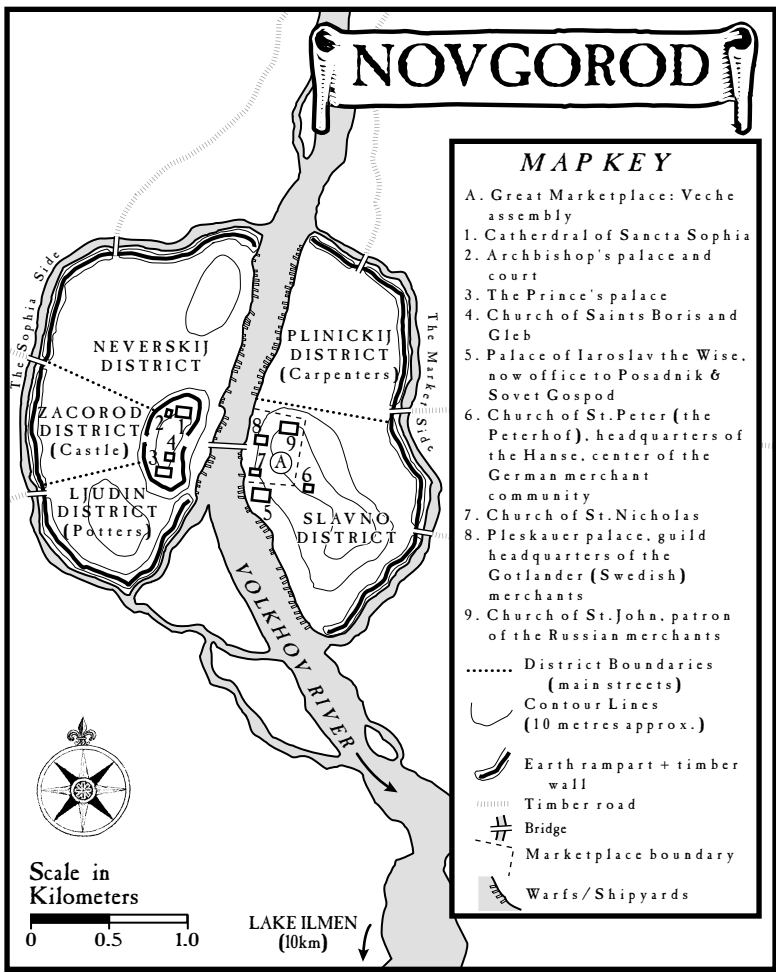 NOVGOROD
MAP KEY
A. Great Marketplace: Veche
assembly
1. Catherdral of Sancta Sophia
2. Archbishop's palace and
court
3. The Prince's palace
4. Church of Saints Boris and
Gleb
5. Palace of Iaroslav the Wise,
now office to Posadnik &
Sovet Gospod
6. Church of St.Peter (the
Peterhof), headquarters of
the Hanse, center of the
German merchant
community
7. Church of St.Nicholas
8. Pleskauer palace, guild
headquarters of the
Gotlander (Swedish)
merchants
9. Church of St.John, patron
of the Russian merchants
District Boundaries
(main streets)
Contour Lines
(10 metres approx.)
Earth rampart + timber
wall
Timber road
Bridge
Marketplace boundary
Warfs/Shipyards
The Sophia Side
The Market Side
NEVERSKIJ
DISTRICT
PLINICKIJ
DISTRICT
(Carpenters)
ZACOROD
DISTRICT
(Castle)
2
1
4
3
8
9
7
A
6
5
LJUDIN
DISTRICT
(Potters)
SLAVNO
DISTRICT
VOLKHOV RIVER
Scale in
Kilometers
0 0.5 1.0
LAKE ILMEN
(10km)